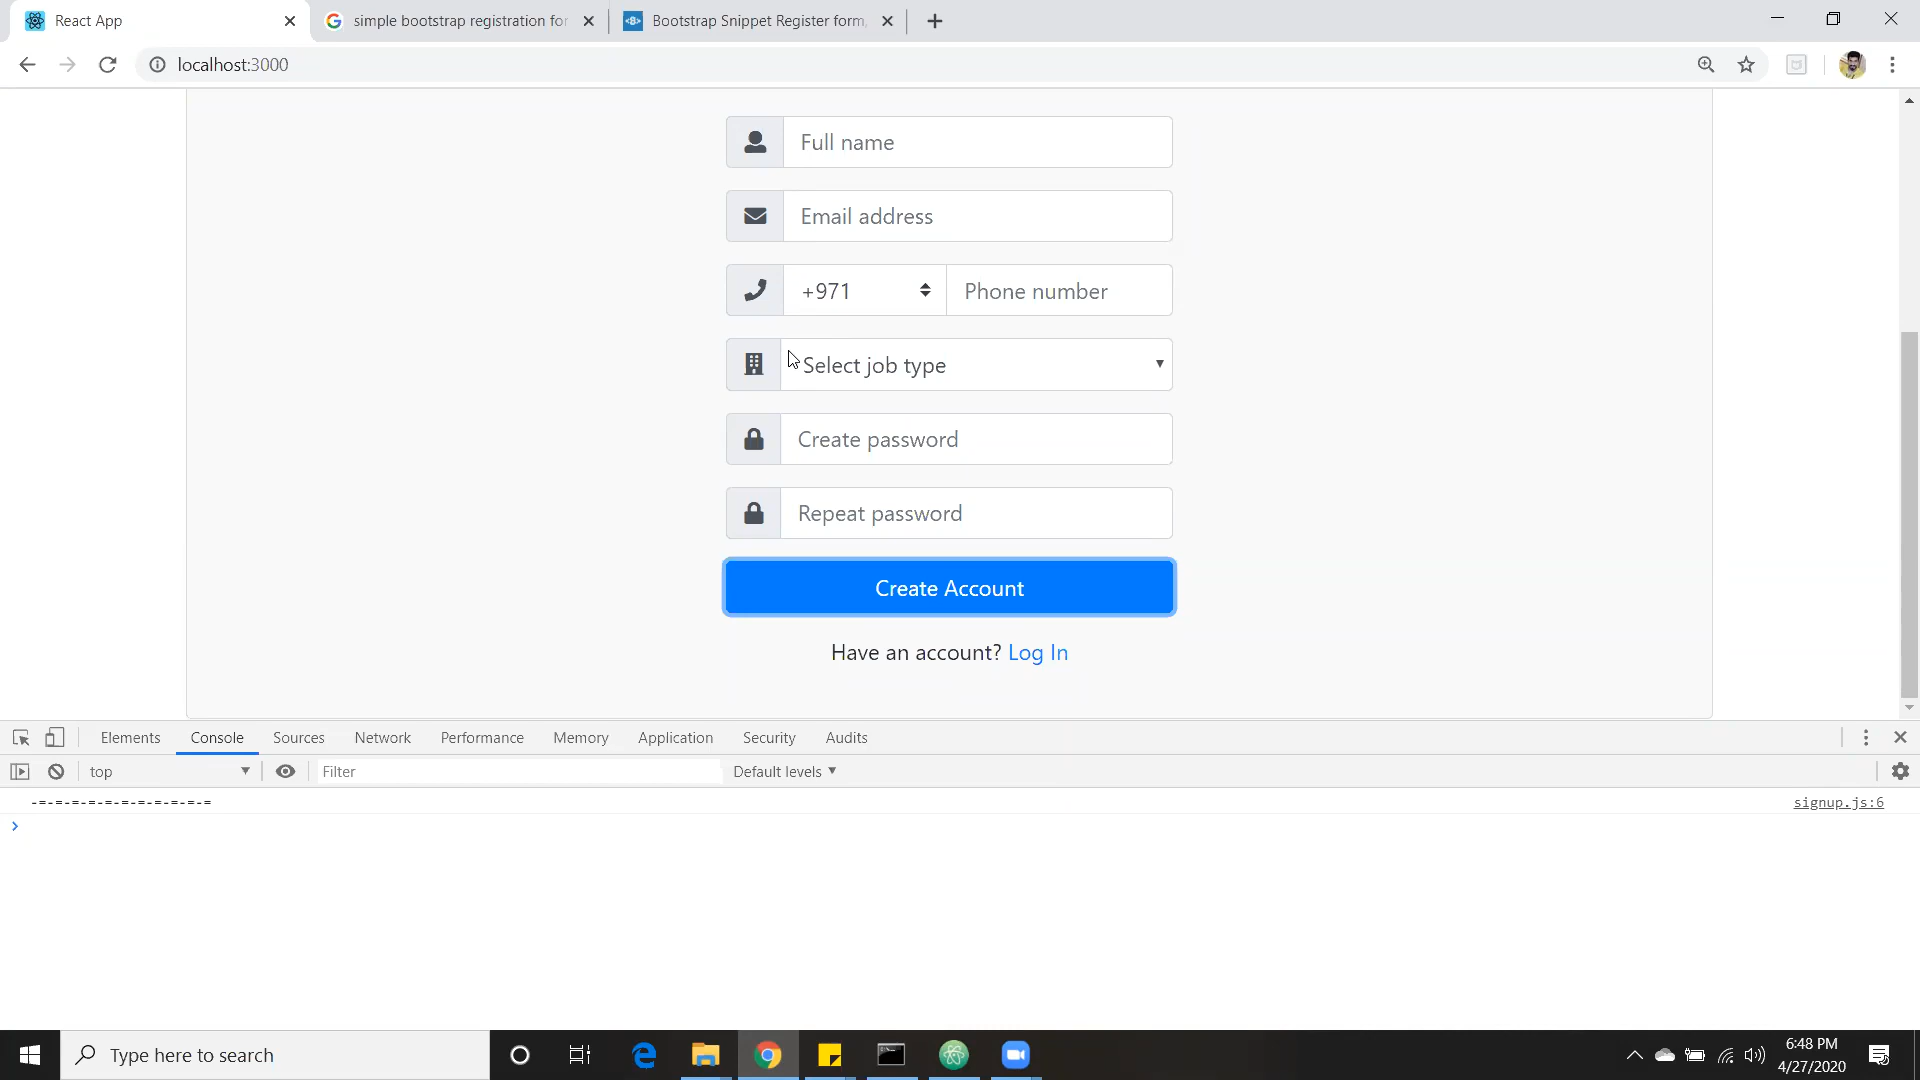 React App
simple bootstrap registration for
Bootstrap Snippet Register form,
localhost:3000
Full name
Email address
+971
Phone number
Select job type
Create password
Repeat password
Create Account
Have an account? Log In
Elements
Console
Sources
Network
Performance
Memory
Application
Security
Audits
top
Filter
Default levels
-=-=-=-=-=-=-=-=-=-=-=
signup.js:6
Type here to search
6:48 PM
4/27/2020